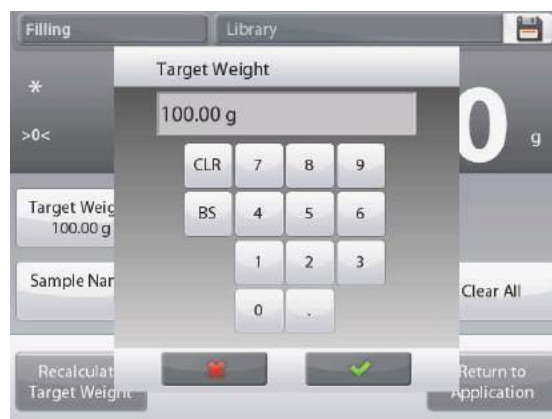 Filling
Library
Target Weight
*
100.00 g
>0<
0 g
CLR 7 8 9
Target Weig
100.00 g
BS 4 5 6
1 2 3
Sample Nar
Clear All
0 .
Recalculat
Target Weight
Return to
Application